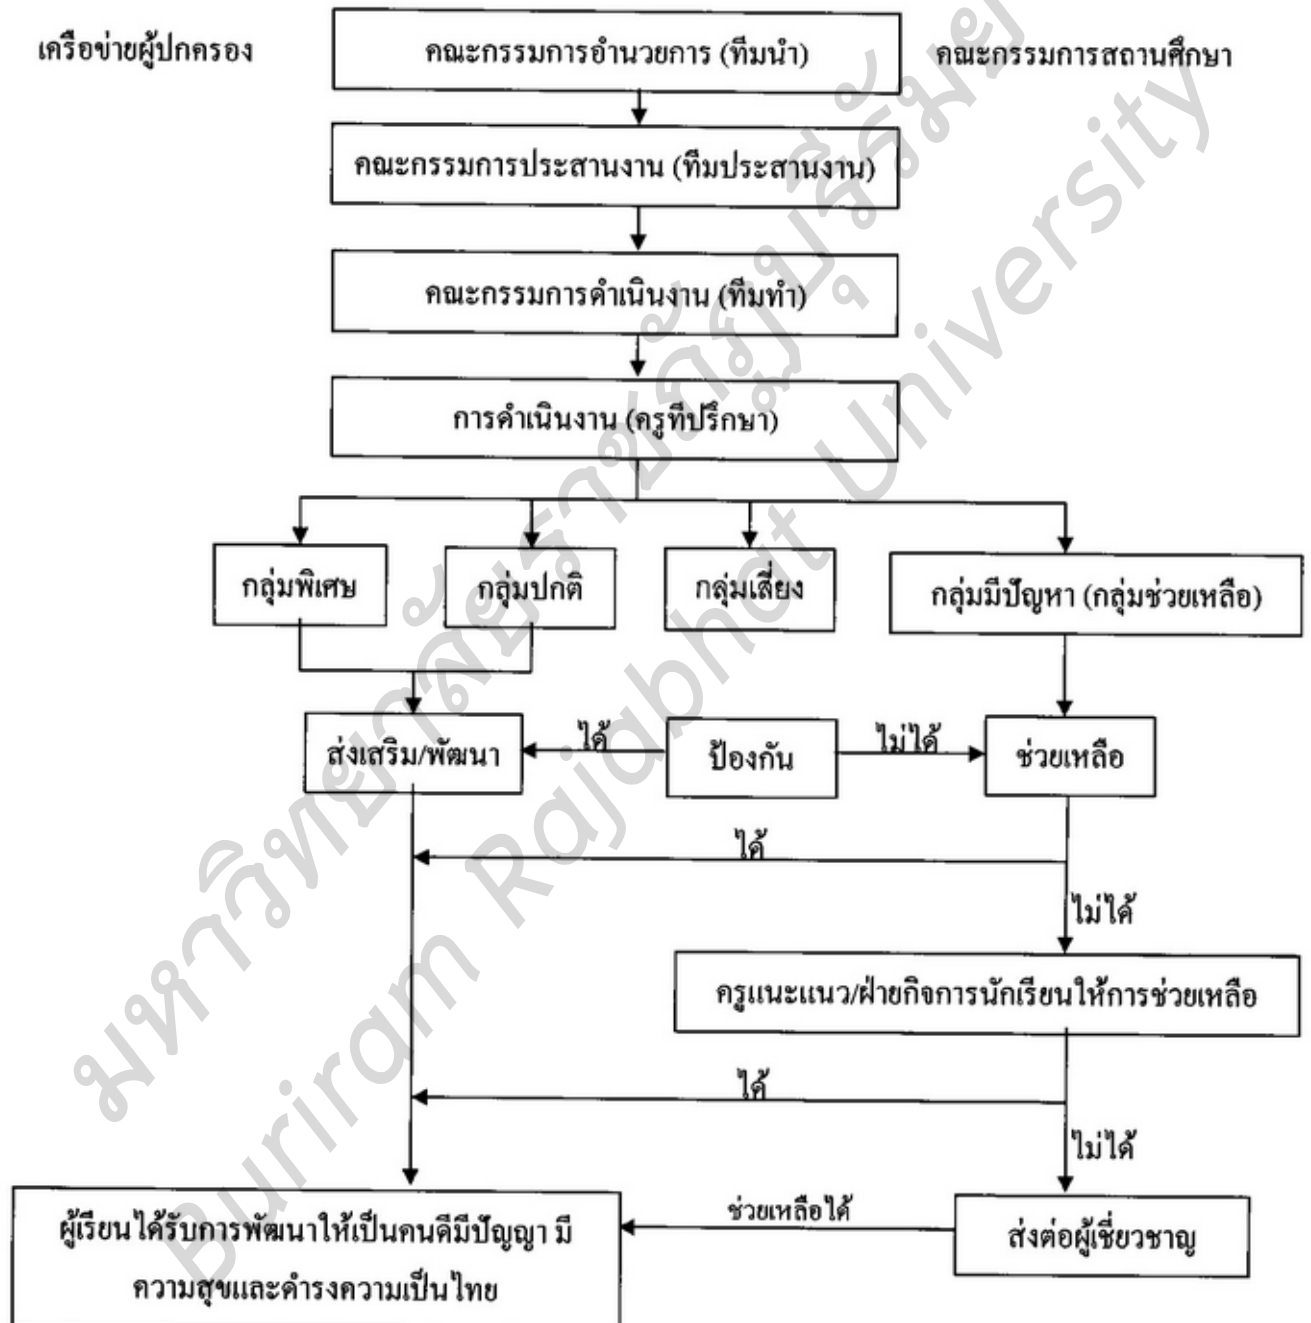 เครือข่ายผู้ปกครอง
คณะกรรมการอำนวยการ (ทีมนำ)
คณะกรรมการสถานศึกษา
คณะกรรมการประสานงาน (ทีมประสานงาน)
คณะกรรมการดำเนินงาน (ทีมทำ)
การดำเนินงาน (ครูที่ปรึกษา)
กลุ่มพิเศษ
กลุ่มปกติ
กลุ่มเสี่ยง
กลุ่มมีปัญหา (กลุ่มช่วยเหลือ)
ส่งเสริม/พัฒนา
ได้
ป้องกัน
ไม่ได้
ช่วยเหลือ
ได้
ไม่ได้
ครูแนะแนว/ฝ่ายกิจการนักเรียนให้การช่วยเหลือ
ได้
ไม่ได้
ผู้เรียนได้รับการพัฒนาให้เป็นคนดีมีปัญญา มี
ความสุขและดำรงความเป็นไทย
ช่วยเหลือได้
ส่งต่อผู้เชี่ยวชาญ
มหาวิทยาลัยราชภัฏบุรีรัมย์
Buriram Rajabhat University